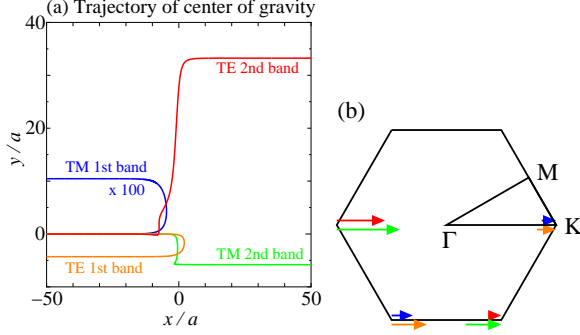 (a) Trajectory of center of gravity
40
TE 2nd band
y / a
20
TM 1st band
x 100
0
TE 1st band
TM 2nd band
−50
0
50
x / a
(b)
M
Γ
K